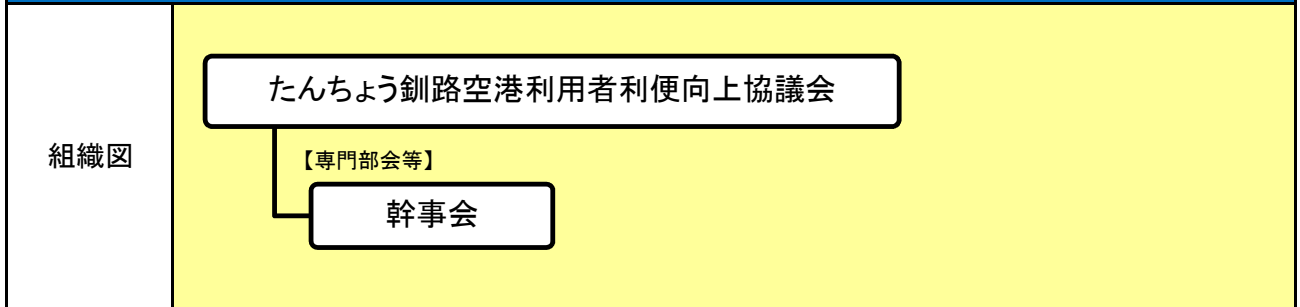 組織図
たんちょう釧路空港利用者利便向上協議会
【専門部会等】
幹事会